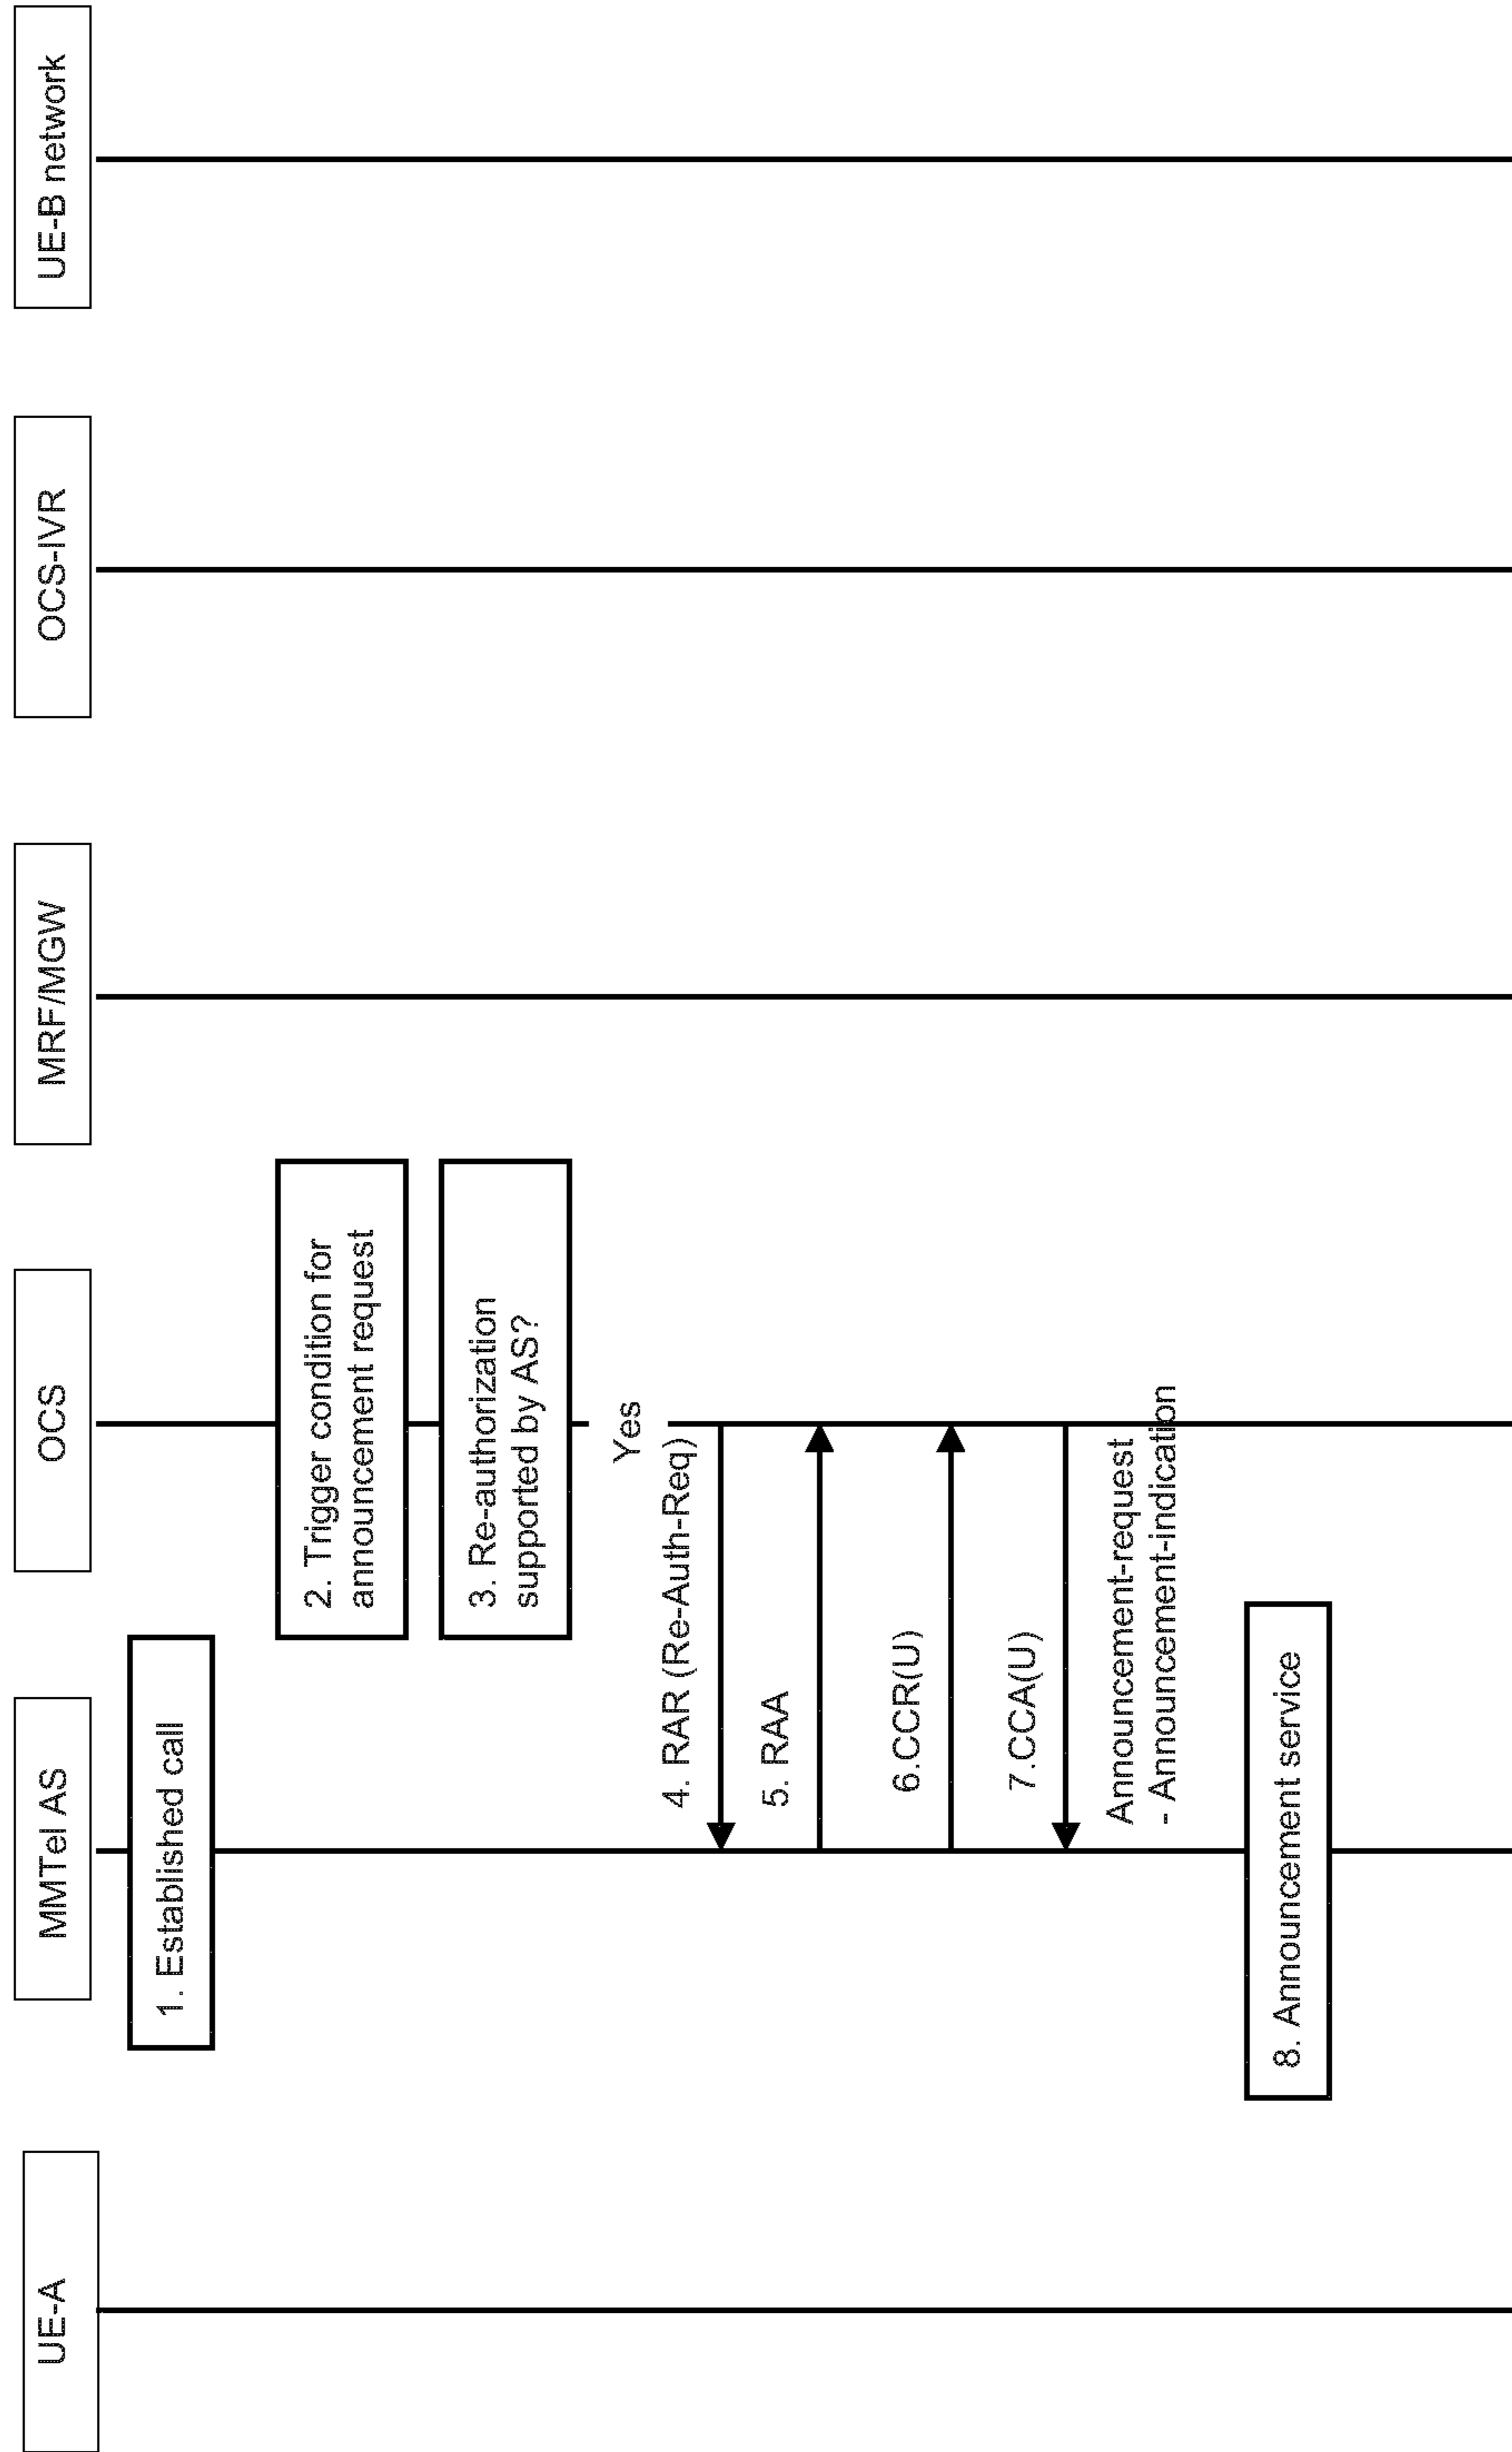 UE-A
MMTel AS
OCS
MRF/MGW
OCS-IVR
UE-B network
1. Established call
2. Trigger condition for
announcement request
3. Re-authorization
supported by AS?
Yes
4. RAR (Re-Auth-Req)
5. RAA
6.CCR(U)
7.CCA(U)
Announcement-request
- Announcement-indication
8. Announcement service